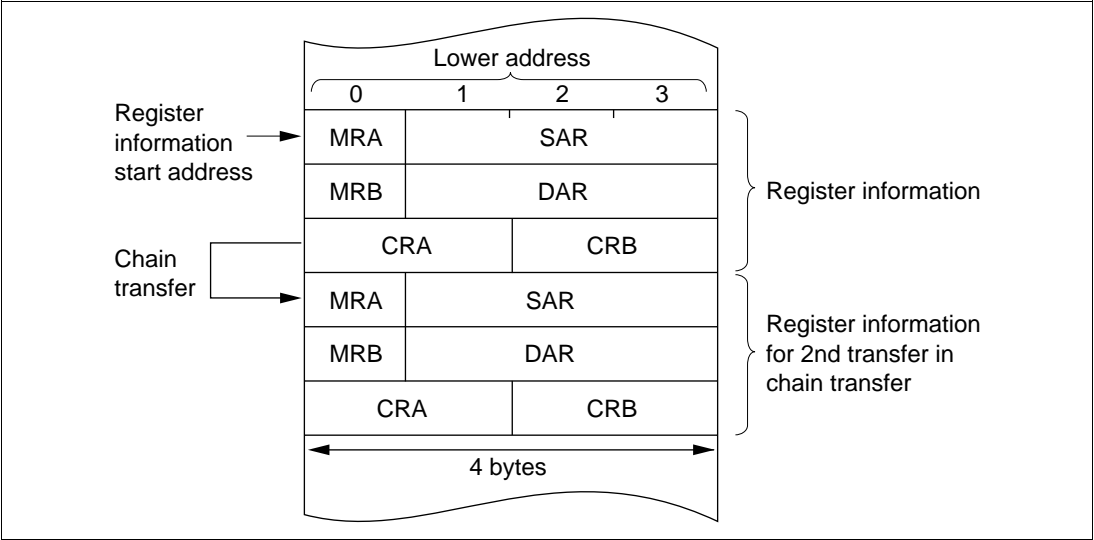 Lower address
0 1 2 3
Register
information
start address
MRA SAR
MRB DAR
Register information
CRA CRB
Chain
transfer
MRA SAR
Register information
for 2nd transfer in
chain transfer
MRB DAR
CRA CRB
4 bytes